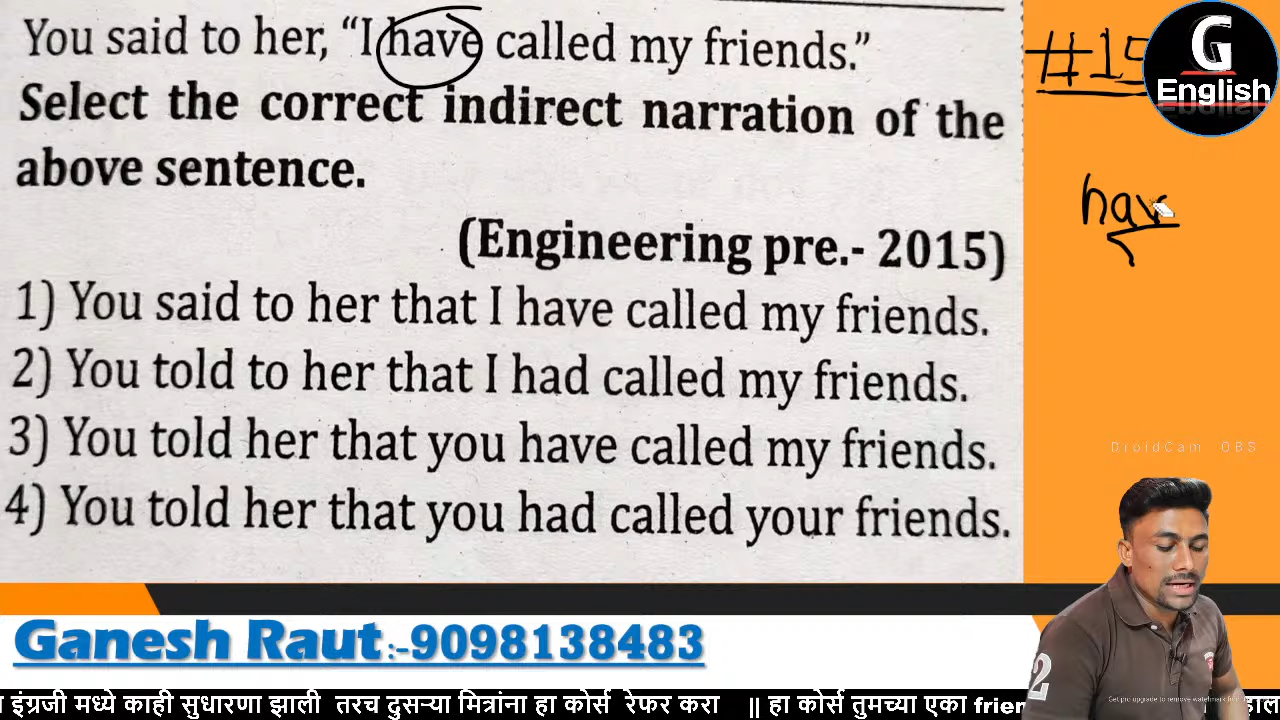 You said to her, “I have called my friends.”
Select the correct indirect narration of the
above sentence.
(Engineering pre.- 2015)
1) You said to her that I have called my friends.
2) You told to her that I had called my friends.
3) You told her that you have called my friends.
4) You told her that you had called your friends.
G
English
hav
DroidCam OBS
Ganesh Raut:-9098138483
इंग्रजी मध्ये काही सुधारणा झाली तरच दुसऱ्या मित्रांना हा कोर्स रेफर करा || हा कोर्स तुमच्या एका